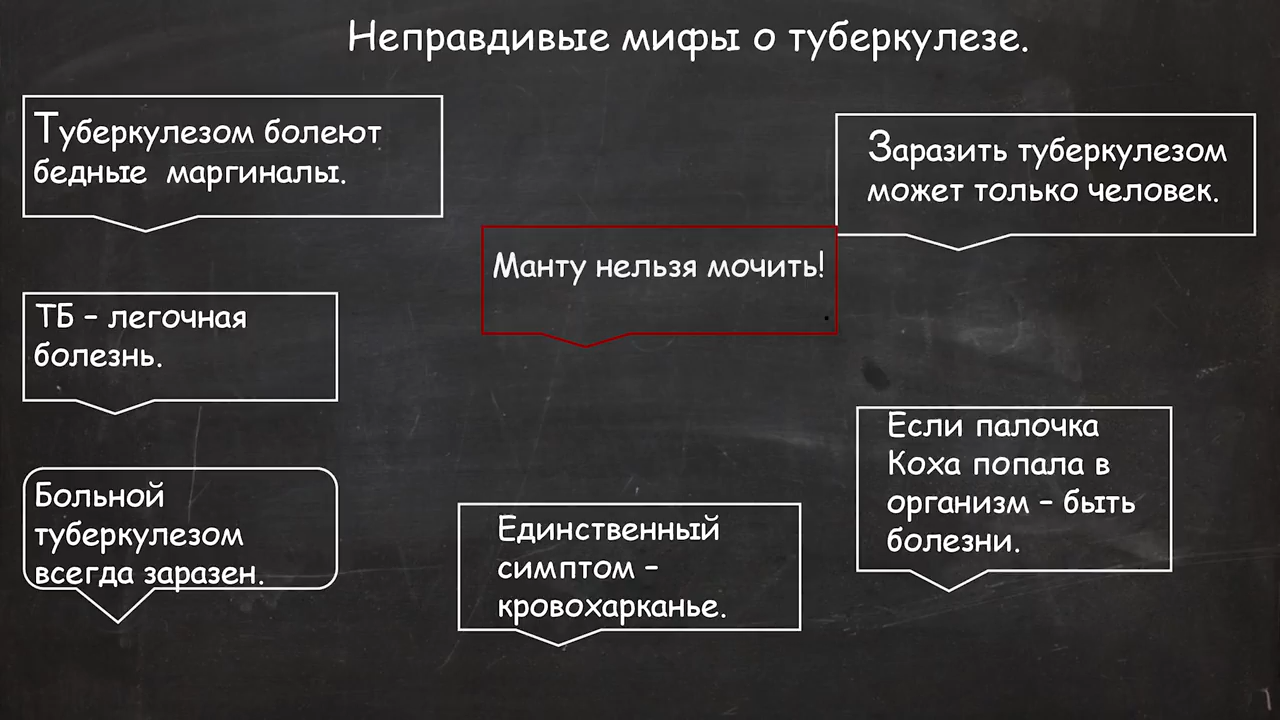 Неправдивые мифы о туберкулезе.
Туберкулезом болеют
бедные маргиналы.
Заразить туберкулезом
может только человек.
Манту нельзя мочить!
.
ТБ – легочная
болезнь.
Если палочка
Коха попала в
организм – быть
болезни.
Больной
туберкулезом
всегда заразен.
Единственный
симптом –
кровохарканье.